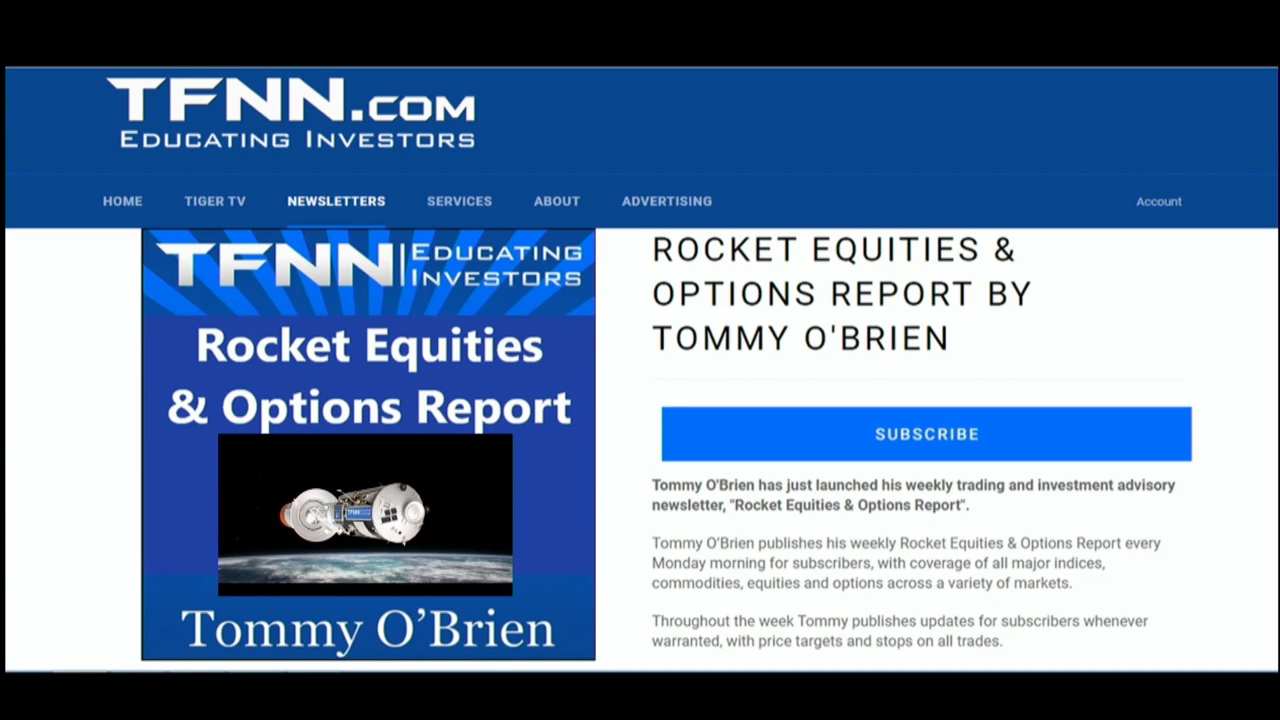 TFNN.COM
EDUCATING INVESTORS
HOME TIGER TV NEWSLETTERS SERVICES ABOUT ADVERTISING Account
TFNN EDUCATING
INVESTORS
Rocket Equities
& Options Report
TFNN
Tommy O'Brien
ROCKET EQUITIES &
OPTIONS REPORT BY
TOMMY O'BRIEN
SUBSCRIBE
Tommy O'Brien has just launched his weekly trading and investment advisory
newsletter, "Rocket Equities & Options Report".
Tommy O'Brien publishes his weekly Rocket Equities & Options Report every
Monday morning for subscribers, with coverage of all major indices,
commodities, equities and options across a variety of markets.
Throughout the week Tommy publishes updates for subscribers whenever
warranted, with price targets and stops on all trades.